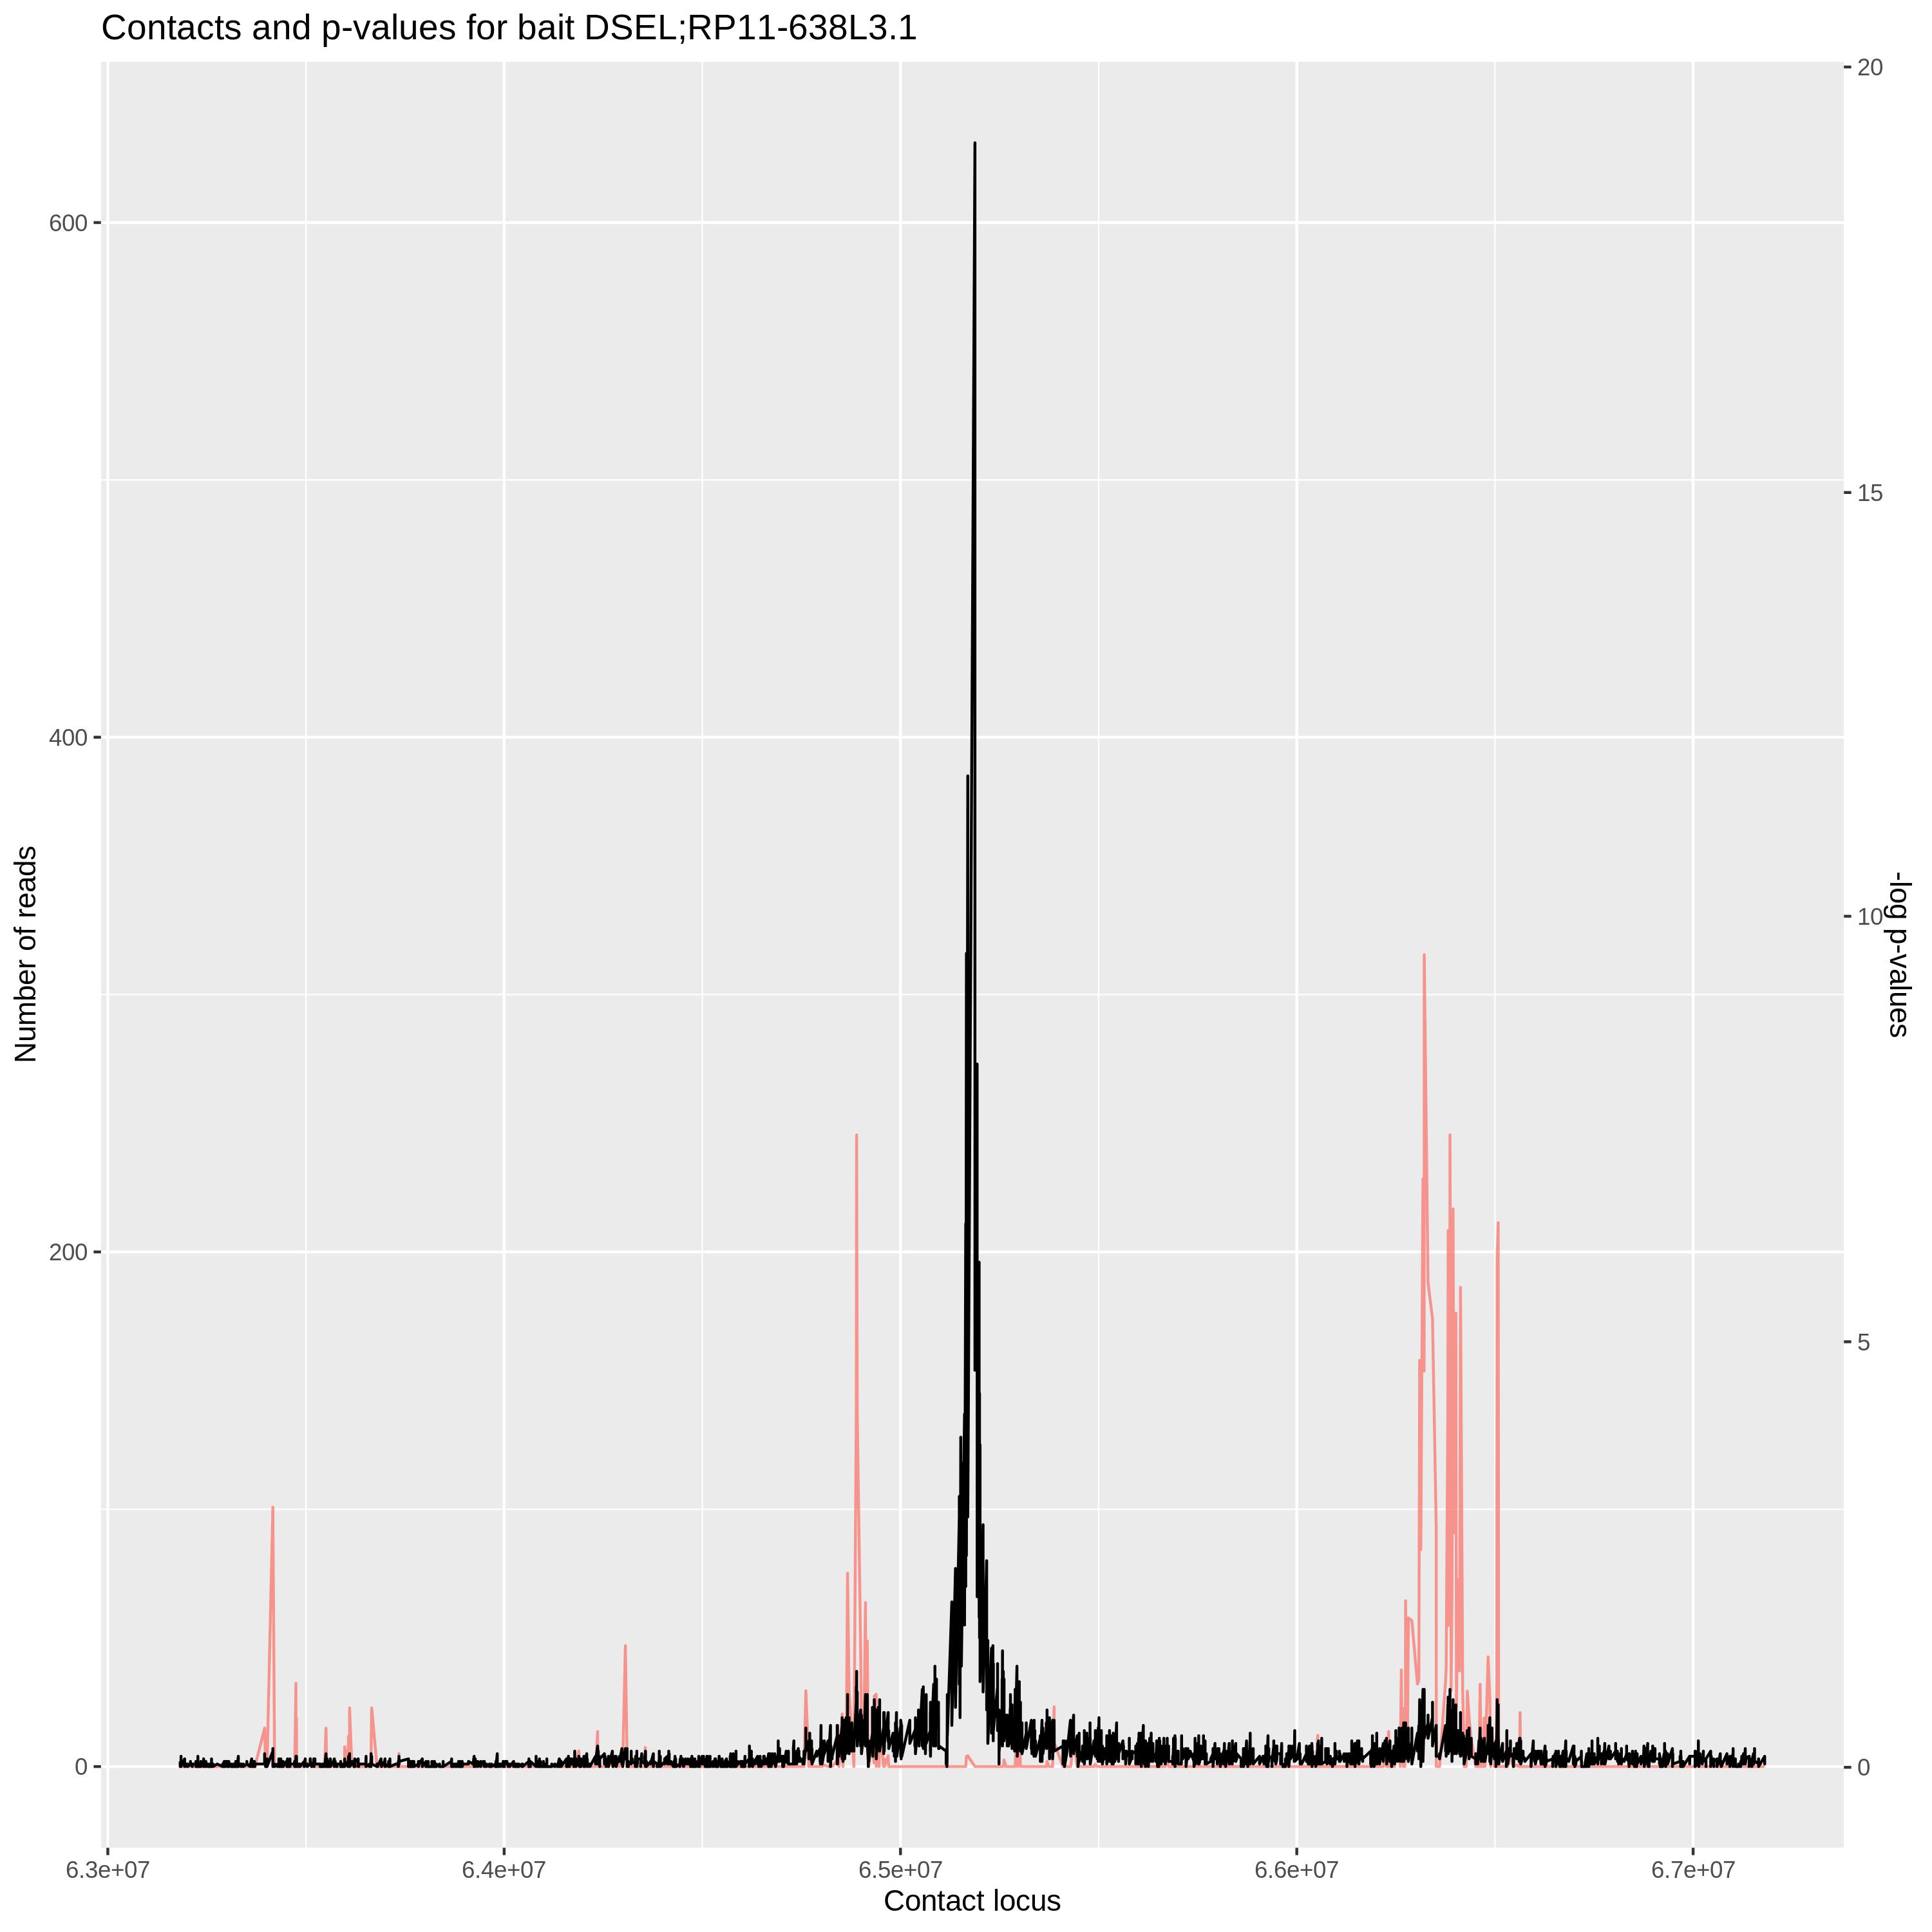 Contacts and p-values for bait DSEL;RP11-638L3.1
Number of reads
600
400
200
0
20
15
10
5
0
-log p-values
6.3e+07
6.4e+07
6.5e+07
6.6e+07
6.7e+07
Contact locus